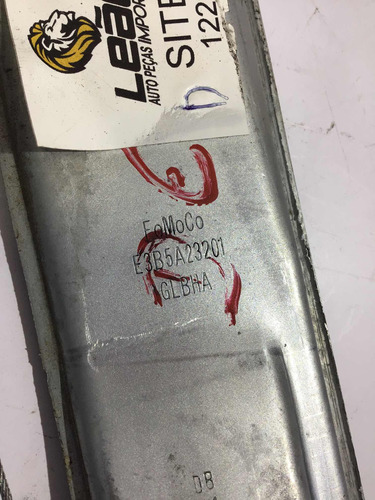 Leão
AUTO PEÇAS IMPOR
SITE
122
D
FoMoCo
E3B5A23201
GLBHA
DB